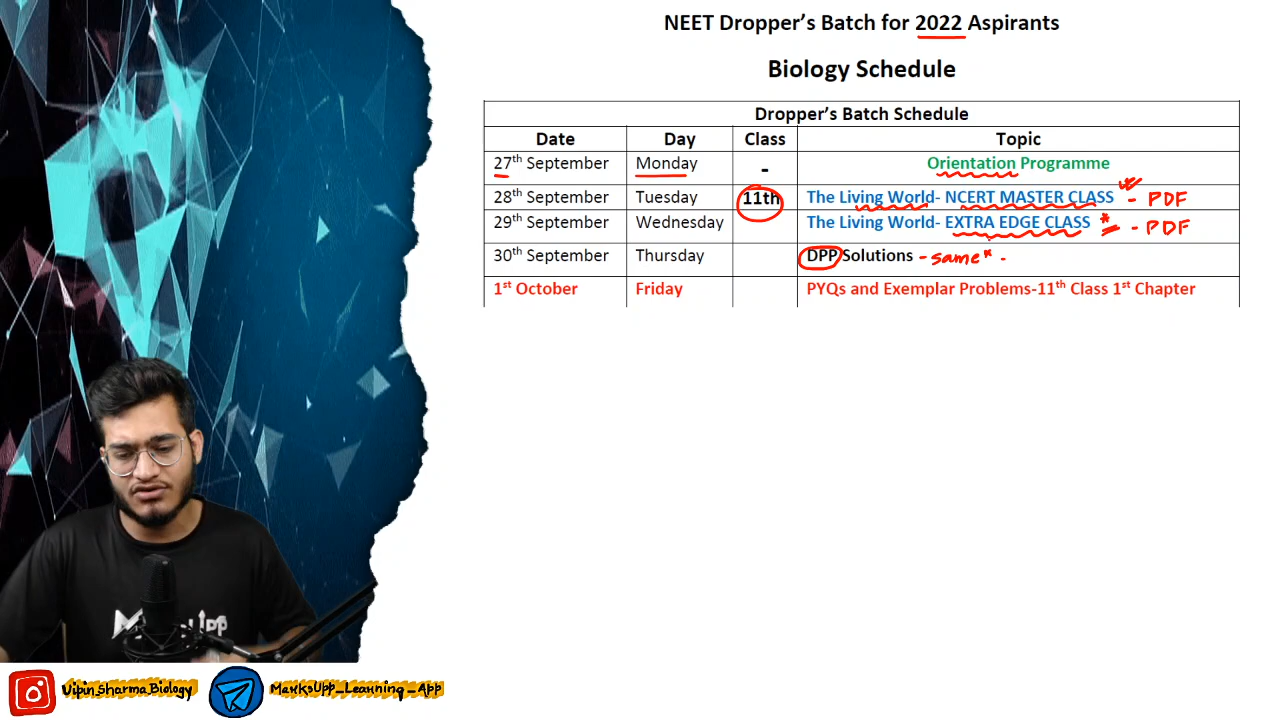 NEET Dropper’s Batch for 2022 Aspirants
Biology Schedule
Dropper’s Batch Schedule
Date Day Class Topic
27th September Monday - Orientation Programme
28th September Tuesday 11th The Living World- NCERT MASTER CLASS - PDF
29th September Wednesday The Living World- EXTRA EDGE CLASS * - PDF
30th September Thursday DPP Solutions - same* -
1st October Friday PYQs and Exemplar Problems-11th Class 1st Chapter
Vipin_Sharma_Biology
MarksUpp_Learning_App